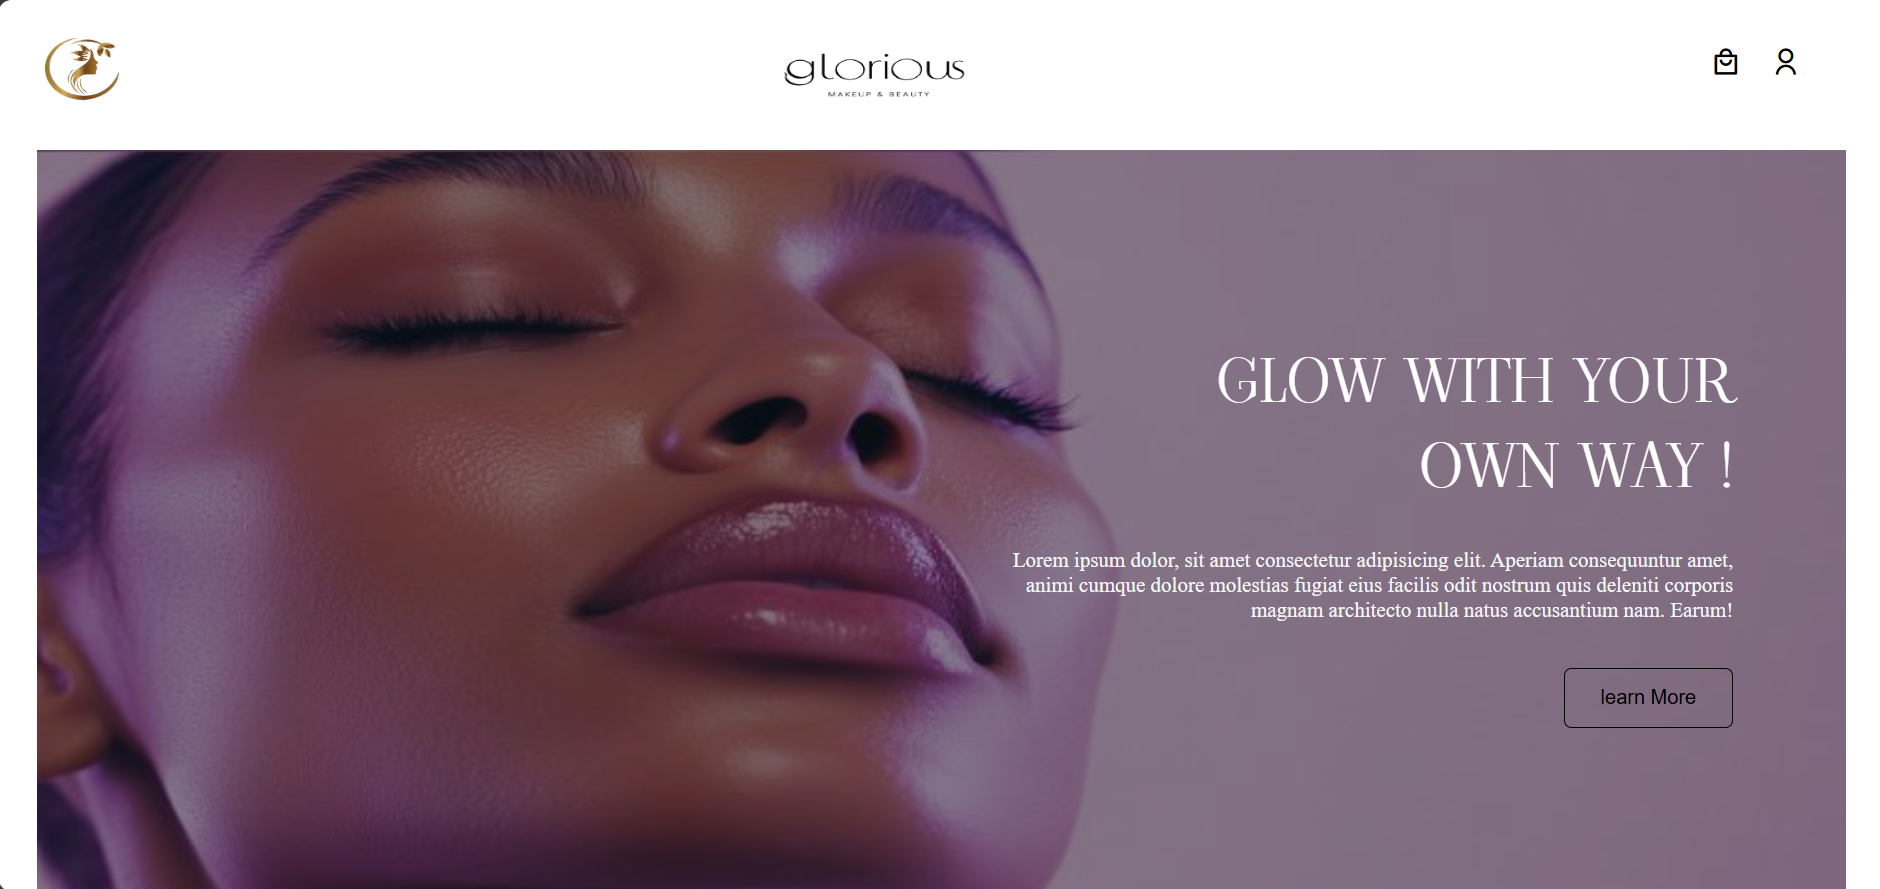 glorious
MAKEUP & BEAUTY
GLOW WITH YOUR
OWN WAY !
Lorem ipsum dolor, sit amet consectetur adipisicing elit. Aperiam consequuntur amet,
animi cumque dolore molestias fugiat eius facilis odit nostrum quis deleniti corporis
magnam architecto nulla natus accusantium nam. Earum!
learn More